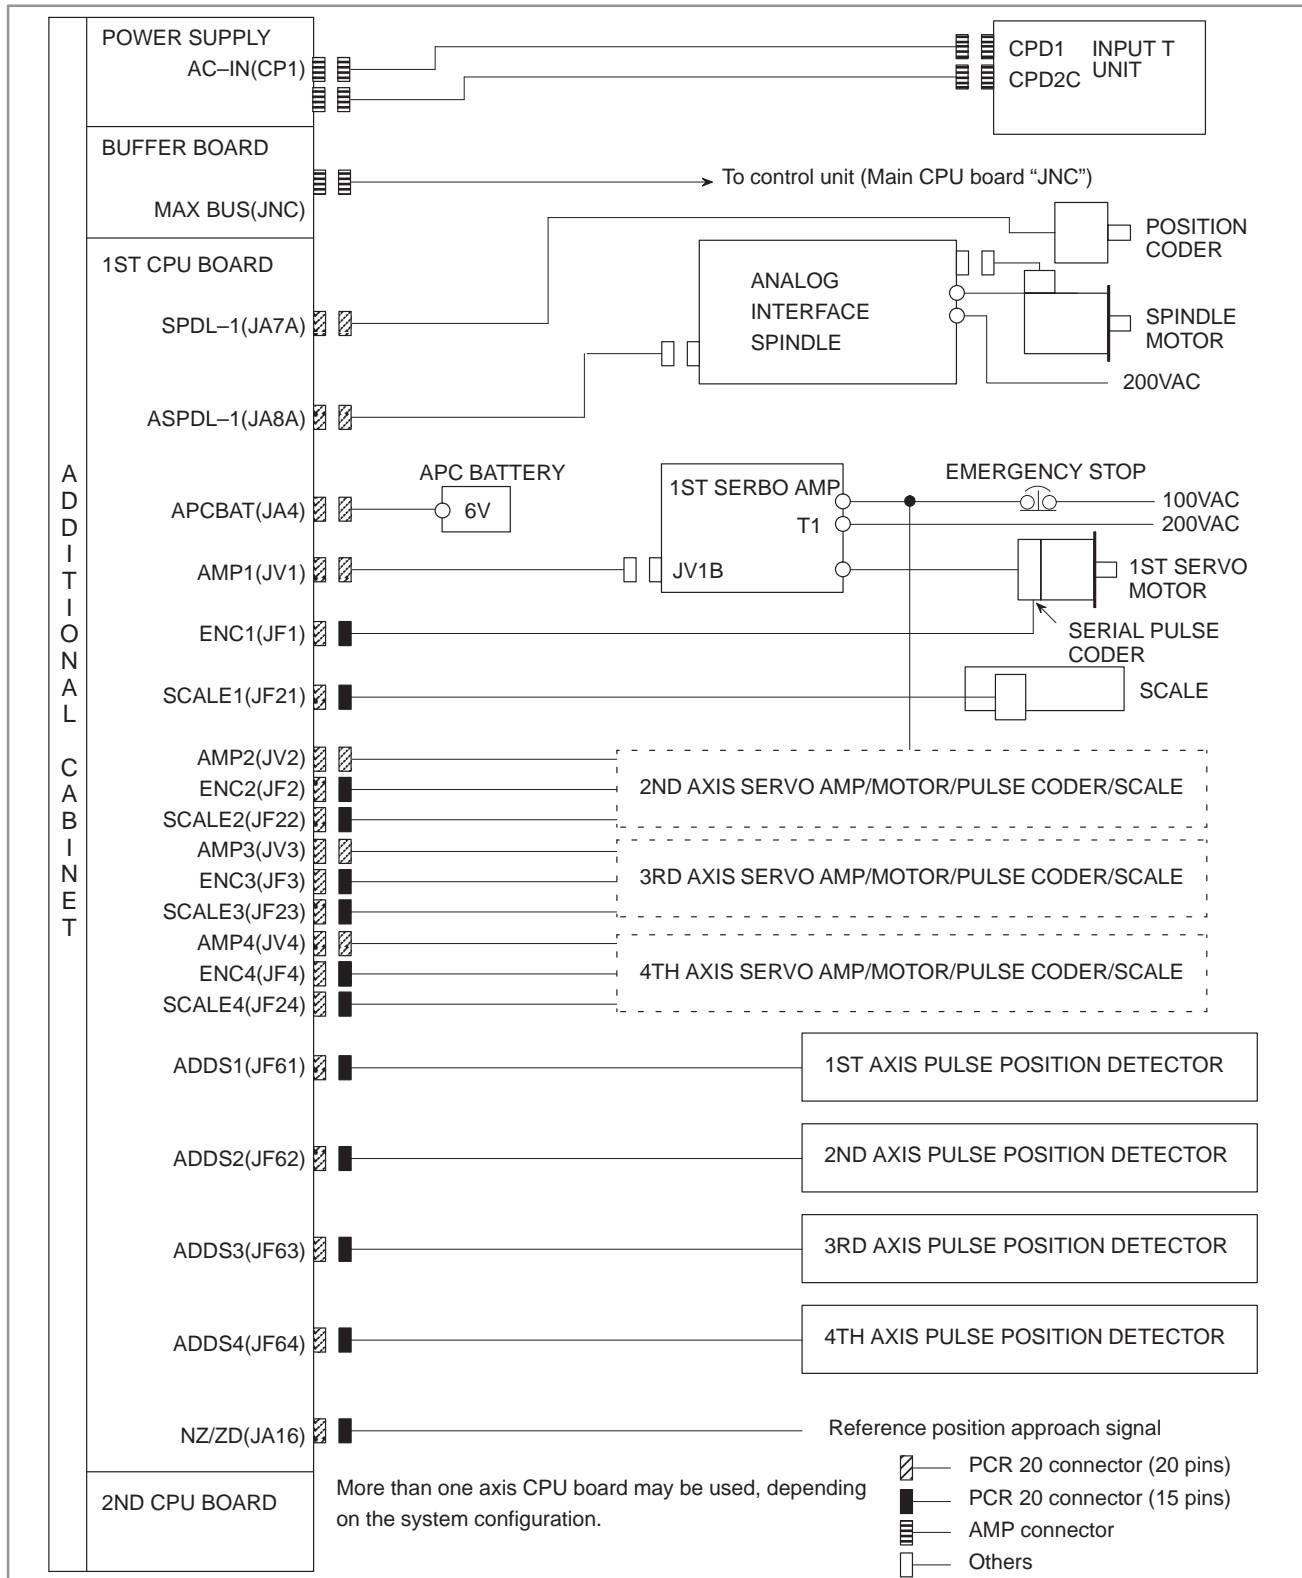 POWER SUPPLY
AC–IN(CP1)
CPD1
CPD2C
INPUT T
UNIT
BUFFER BOARD
MAX BUS(JNC)
To control unit (Main CPU board “JNC”)
1ST CPU BOARD
POSITION
CODER
ANALOG
INTERFACE
SPINDLE
SPDL–1(JA7A)
SPINDLE
MOTOR
200VAC
ASPDL–1(JA8A)
ADDITIONAL CABINET
APC BATTERY
6V
APCBAT(JA4)
1ST SERBO AMP
T1
JV1B
EMERGENCY STOP
100VAC
200VAC
AMP1(JV1)
1ST SERVO
MOTOR
ENC1(JF1)
SERIAL PULSE
CODER
SCALE1(JF21)
SCALE
AMP2(JV2)
ENC2(JF2)
2ND AXIS SERVO AMP/MOTOR/PULSE CODER/SCALE
SCALE2(JF22)
AMP3(JV3)
ENC3(JF3)
3RD AXIS SERVO AMP/MOTOR/PULSE CODER/SCALE
SCALE3(JF23)
AMP4(JV4)
ENC4(JF4)
4TH AXIS SERVO AMP/MOTOR/PULSE CODER/SCALE
SCALE4(JF24)
ADDS1(JF61)
1ST AXIS PULSE POSITION DETECTOR
ADDS2(JF62)
2ND AXIS PULSE POSITION DETECTOR
ADDS3(JF63)
3RD AXIS PULSE POSITION DETECTOR
ADDS4(JF64)
4TH AXIS PULSE POSITION DETECTOR
NZ/ZD(JA16)
Reference position approach signal
2ND CPU BOARD
More than one axis CPU board may be used, depending
on the system configuration.
PCR 20 connector (20 pins)
PCR 20 connector (15 pins)
AMP connector
Others